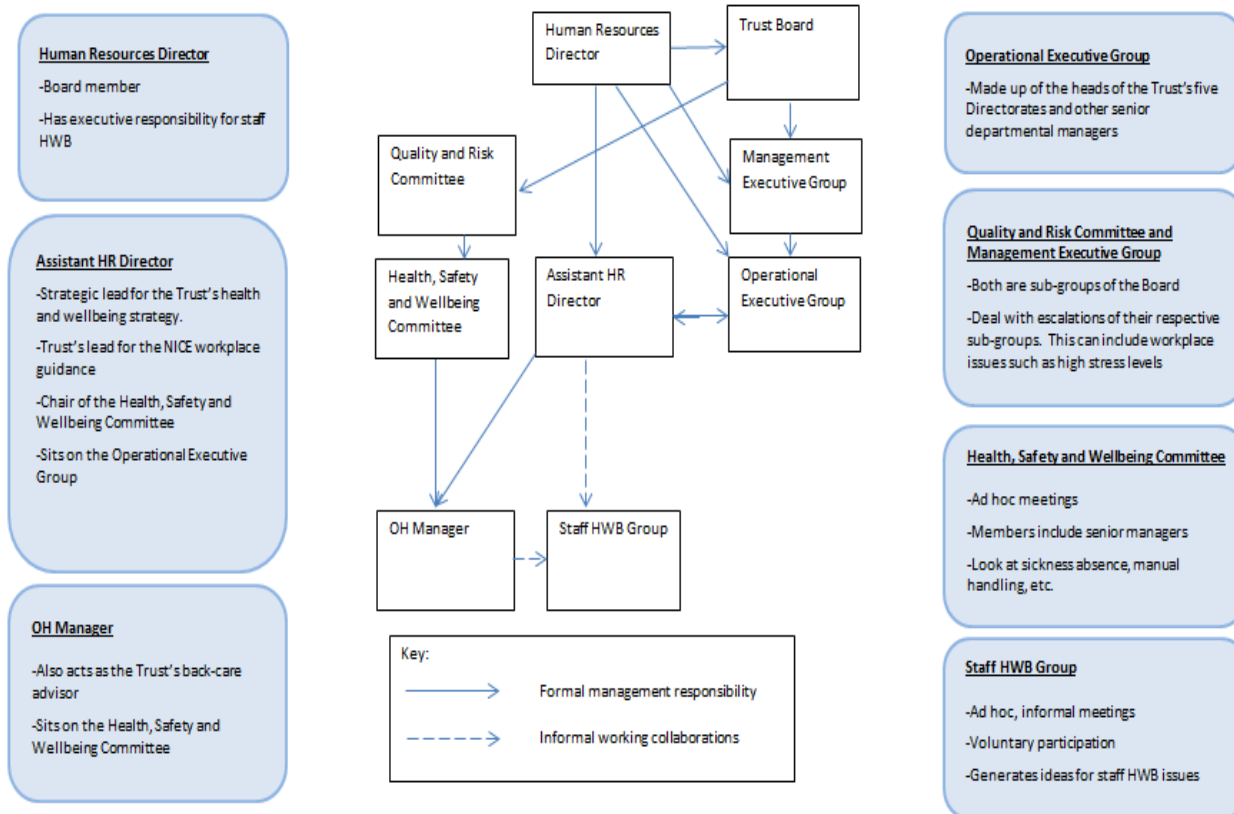 Human Resources Director
-Board member
-Has executive responsibility for staff
HWB
Assistant HR Director
-Strategic lead for the Trust's health
and wellbeing strategy.
-Trust's lead for the NICE workplace
guidance
-Chair of the Health, Safety and
Wellbeing Committee
-Sits on the Operational Executive
Group
OH Manager
-Also acts as the Trust's back-care
advisor
-Sits on the Health, Safety and
Wellbeing Committee
Human Resources
Director
Trust Board
Quality and Risk
Committee
Management
Executive Group
Health, Safety
and Wellbeing
Committee
Assistant HR
Director
Operational
Executive Group
OH Manager
Staff HWB Group
Key:
Formal management responsibility
Informal working collaborations
Operational Executive Group
-Made up of the heads of the Trust's five
Directorates and other senior
departmental managers
Quality and Risk Committee and
Management Executive Group
-Both are sub-groups of the Board
-Deal with escalations of their respective
sub-groups. This can include workplace
issues such as high stress levels
Health, Safety and Wellbeing Committee
-Ad hoc meetings
-Members include senior managers
-Look at sickness absence, manual
handling, etc.
Staff HWB Group
-Ad hoc, informal meetings
-Voluntary participation
-Generates ideas for staff HWB issues